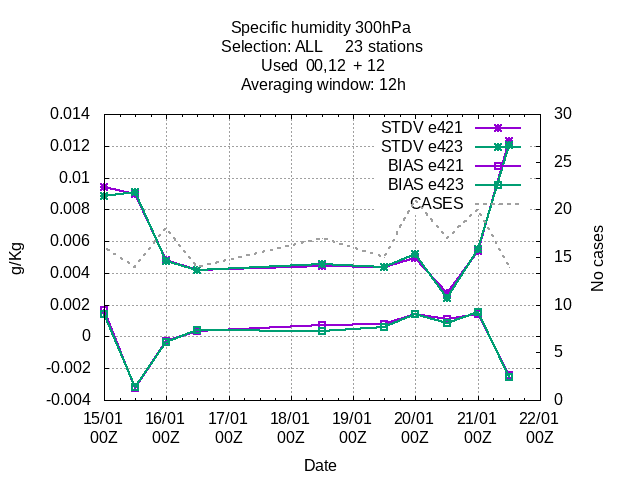 Specific humidity 300hPa
Selection: ALL     23 stations
Used  00,12  + 12
Averaging window: 12h
0.014
0.012
0.01
0.008
0.006
0.004
0.002
0
-0.002
-0.004
g/Kg
STDV e421
STDV e423
BIAS e421
BIAS e423
CASES
30
25
20
15
10
5
0
No cases
15/01 16/01 17/01 18/01 19/01 20/01 21/01 22/01
00Z 00Z 00Z 00Z 00Z 00Z 00Z 00Z
Date